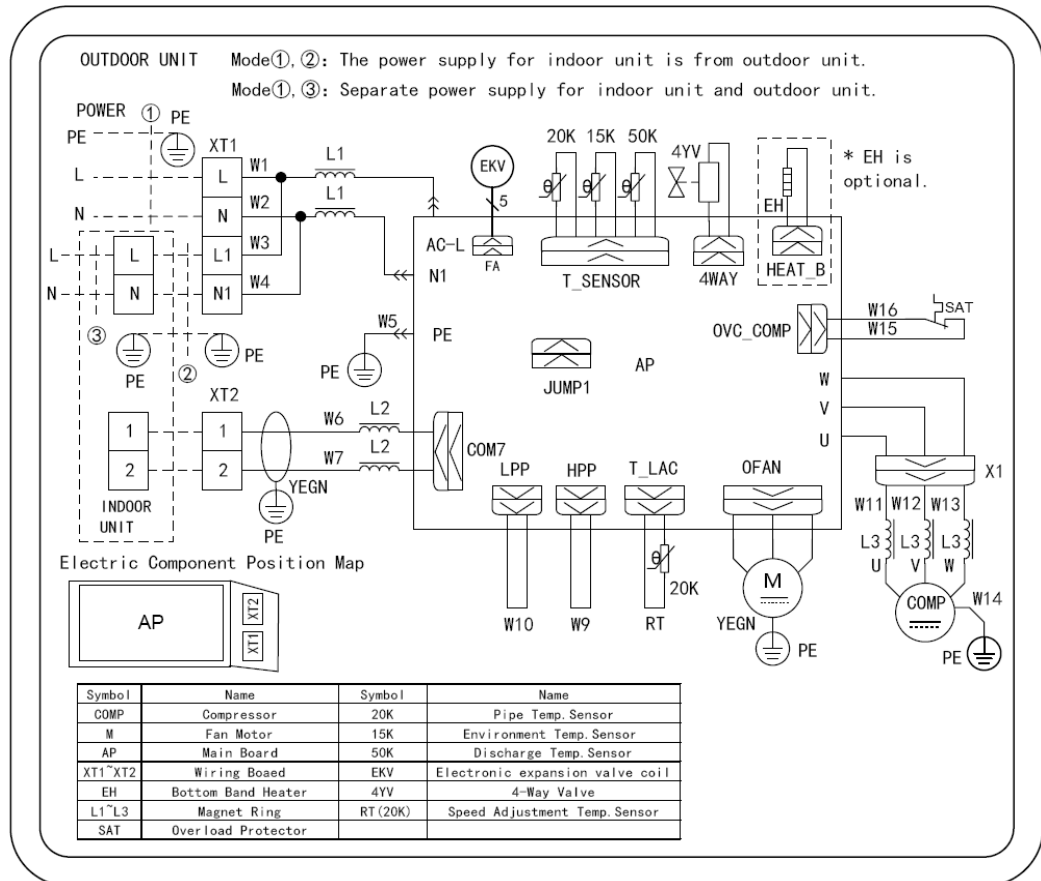 OUTDOOR UNIT Mode①,②: The power supply for indoor unit is from outdoor unit.
Mode①,③: Separate power supply for indoor unit and outdoor unit.
POWER ① PE
PE
XT1
L L W1 L1
N N W2 L1
L L L1 W3
N N N1 W4
③ PE ② PE
AC-L
N1
W5 PE
PE
EKV
5
FA
20K 15K 50K
θ θ θ
T_SENSOR
4YV
4WAY
EH
HEAT_B
* EH is
optional.
OVC_COMP W16 SAT
W15
JUMP1
AP
W
V
U
X1
XT2
1 1 W6 L2
2 2 W7 L2
COM7
YEGN
PE
INDOOR
UNIT
LPP HPP T_LAC OFAN
θ
20K
W10 W9 RT
M
YEGN PE
W11 W12 W13
L3 L3 L3
U V W
COMP W14
PE
Electric Component Position Map
AP XT2
XT1
Symbol Name Symbol Name
COMP Compressor 20K Pipe Temp.Sensor
M Fan Motor 15K Environment Temp.Sensor
AP Main Board 50K Discharge Temp.Sensor
XT1~XT2 Wiring Boaed EKV Electronic expansion valve coil
EH Bottom Band Heater 4YV 4-Way Valve
L1~L3 Magnet Ring RT(20K) Speed Adjustment Temp.Sensor
SAT Overload Protector